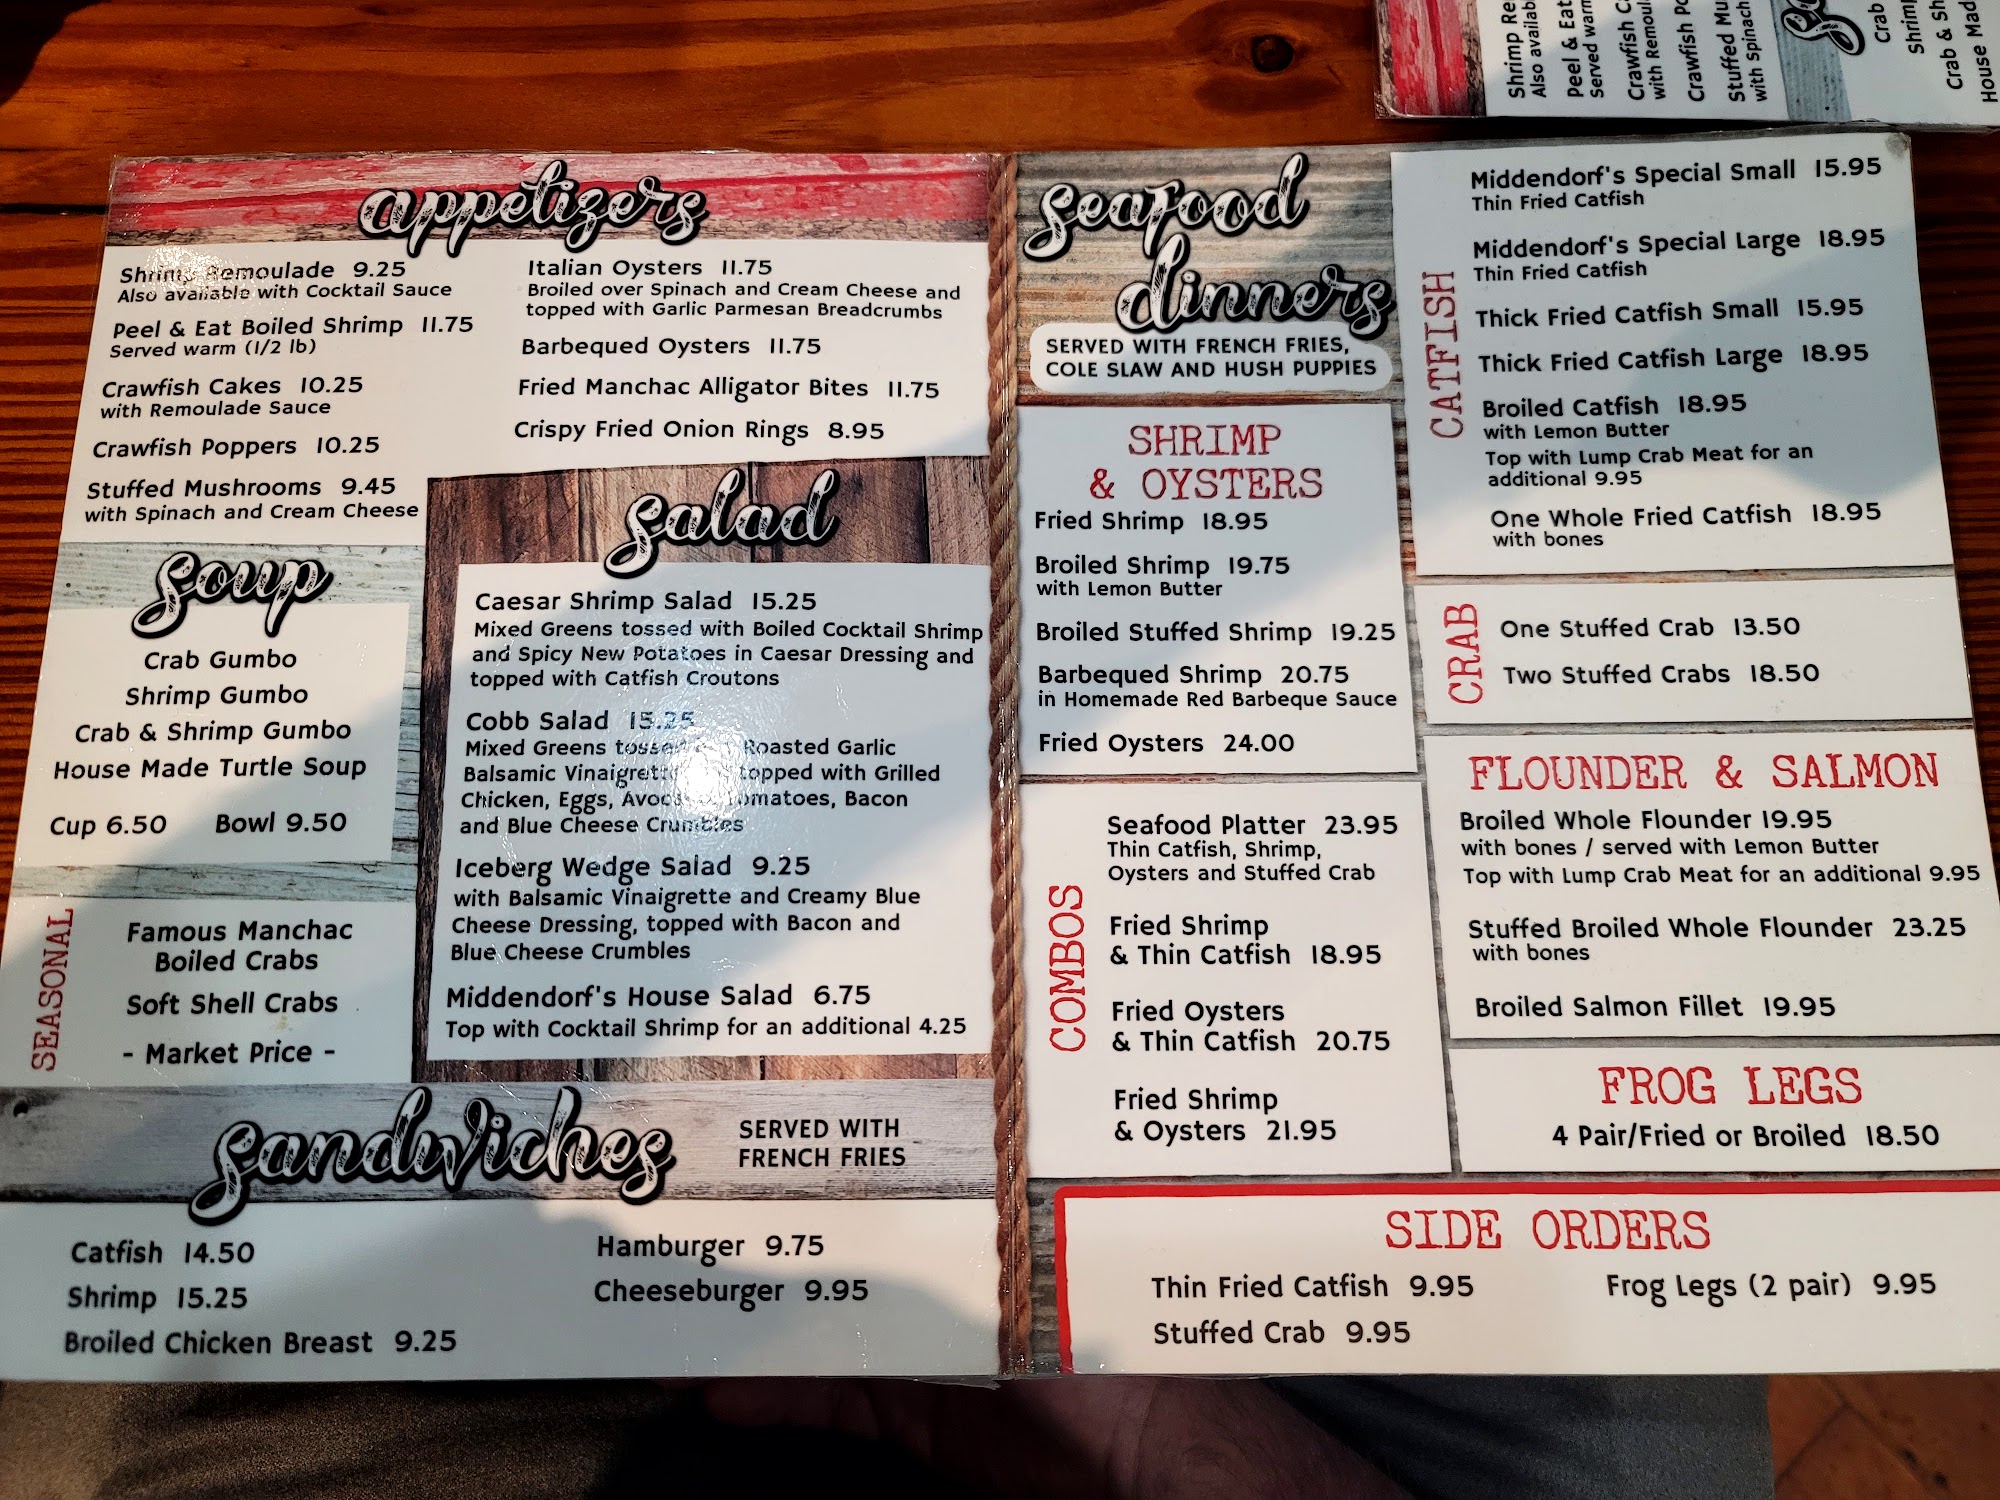 appetizers
Shrimp Remoulade 9.25
Also available with Cocktail Sauce
Peel & Eat Boiled Shrimp 11.75
Served warm (1/2 lb)
Crawfish Cakes 10.25
with Remoulade Sauce
Crawfish Poppers 10.25
Stuffed Mushrooms 9.45
with Spinach and Cream Cheese
Italian Oysters 11.75
Broiled over Spinach and Cream Cheese and
topped with Garlic Parmesan Breadcrumbs
Barbequed Oysters 11.75
Fried Manchac Alligator Bites 11.75
Crispy Fried Onion Rings 8.95
soup
Crab Gumbo
Shrimp Gumbo
Crab & Shrimp Gumbo
House Made Turtle Soup
Cup 6.50 Bowl 9.50
SEASONAL
Famous Manchac
Boiled Crabs
Soft Shell Crabs
- Market Price -
salad
Caesar Shrimp Salad 15.25
Mixed Greens tossed with Boiled Cocktail Shrimp
and Spicy New Potatoes in Caesar Dressing and
topped with Catfish Croutons
Cobb Salad 15.25
Mixed Greens tossed Roasted Garlic
Balsamic Vinaigrette topped with Grilled
Chicken, Eggs, Avocado, Tomatoes, Bacon
and Blue Cheese Crumbles
Iceberg Wedge Salad 9.25
with Balsamic Vinaigrette and Creamy Blue
Cheese Dressing, topped with Bacon and
Blue Cheese Crumbles
Middendorf's House Salad 6.75
Top with Cocktail Shrimp for an additional 4.25
sandwiches
SERVED WITH
FRENCH FRIES
Catfish 14.50
Shrimp 15.25
Broiled Chicken Breast 9.25
Hamburger 9.75
Cheeseburger 9.95
seafood
dinners
SERVED WITH FRENCH FRIES,
COLE SLAW AND HUSH PUPPIES
SHRIMP
& OYSTERS
Fried Shrimp 18.95
Broiled Shrimp 19.75
with Lemon Butter
Broiled Stuffed Shrimp 19.25
Barbequed Shrimp 20.75
in Homemade Red Barbeque Sauce
Fried Oysters 24.00
COMBOS
Seafood Platter 23.95
Thin Catfish, Shrimp,
Oysters and Stuffed Crab
Fried Shrimp
& Thin Catfish 18.95
Fried Oysters
& Thin Catfish 20.75
Fried Shrimp
& Oysters 21.95
CATFISH
Middendorf's Special Small 15.95
Thin Fried Catfish
Middendorf's Special Large 18.95
Thin Fried Catfish
Thick Fried Catfish Small 15.95
Thick Fried Catfish Large 18.95
Broiled Catfish 18.95
with Lemon Butter
Top with Lump Crab Meat for an
additional 9.95
One Whole Fried Catfish 18.95
with bones
CRAB
One Stuffed Crab 13.50
Two Stuffed Crabs 18.50
FLOUNDER & SALMON
Broiled Whole Flounder 19.95
with bones / served with Lemon Butter
Top with Lump Crab Meat for an additional 9.95
Stuffed Broiled Whole Flounder 23.25
with bones
Broiled Salmon Fillet 19.95
FROG LEGS
4 Pair/Fried or Broiled 18.50
SIDE ORDERS
Thin Fried Catfish 9.95
Stuffed Crab 9.95
Frog Legs (2 pair) 9.95
Shrimp
Peel & Eat
Served warm
Crawfish
Crawfish
Stuffed
with Spinach
Crab
Crab &
House